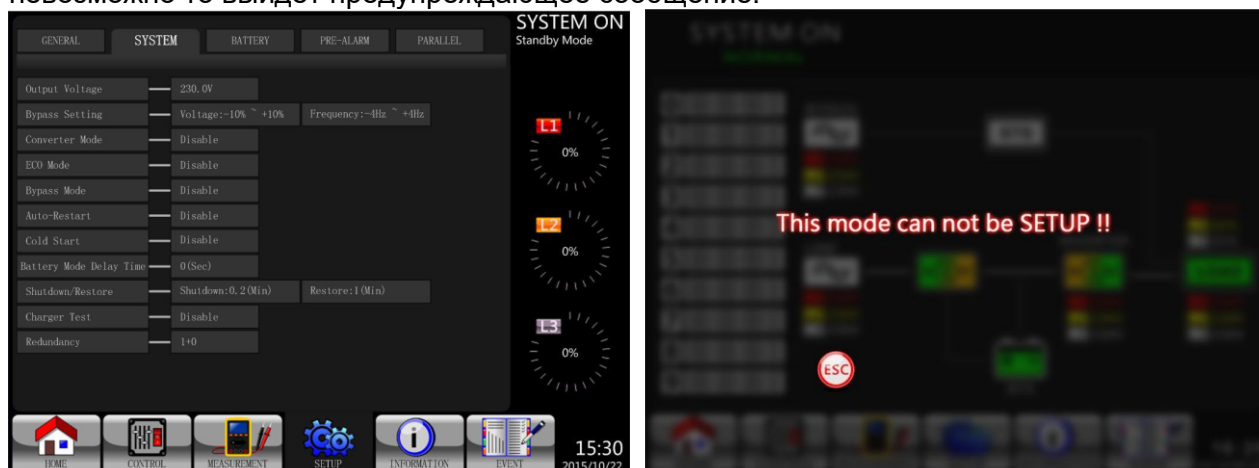 невозможно то выйдет предупреждающее сообщение.
SYSTEM ON
Standby Mode
GENERAL SYSTEM BATTERY PRE-ALARM PARALLEL
Output Voltage 230.0V
Bypass Setting Voltage:-10% ~ +10% Frequency:-4Hz ~ +4Hz
Converter Mode Disable
ECO Mode Disable
Bypass Mode Disable
Auto-Restart Disable
Cold Start Disable
Battery Mode Delay Time 0(Sec)
Shutdown/Restore Shutdown:0.2(Min) Restore:1(Min)
Charger Test Disable
Redundancy 1+0
L1
0%
L2
0%
L3
0%
HOME CONTROL MEASUREMENT SETUP INFORMATION EVENT
15:30
2015/10/22
SYSTEM ON
NORMAL
This mode can not be SETUP !!
ESC